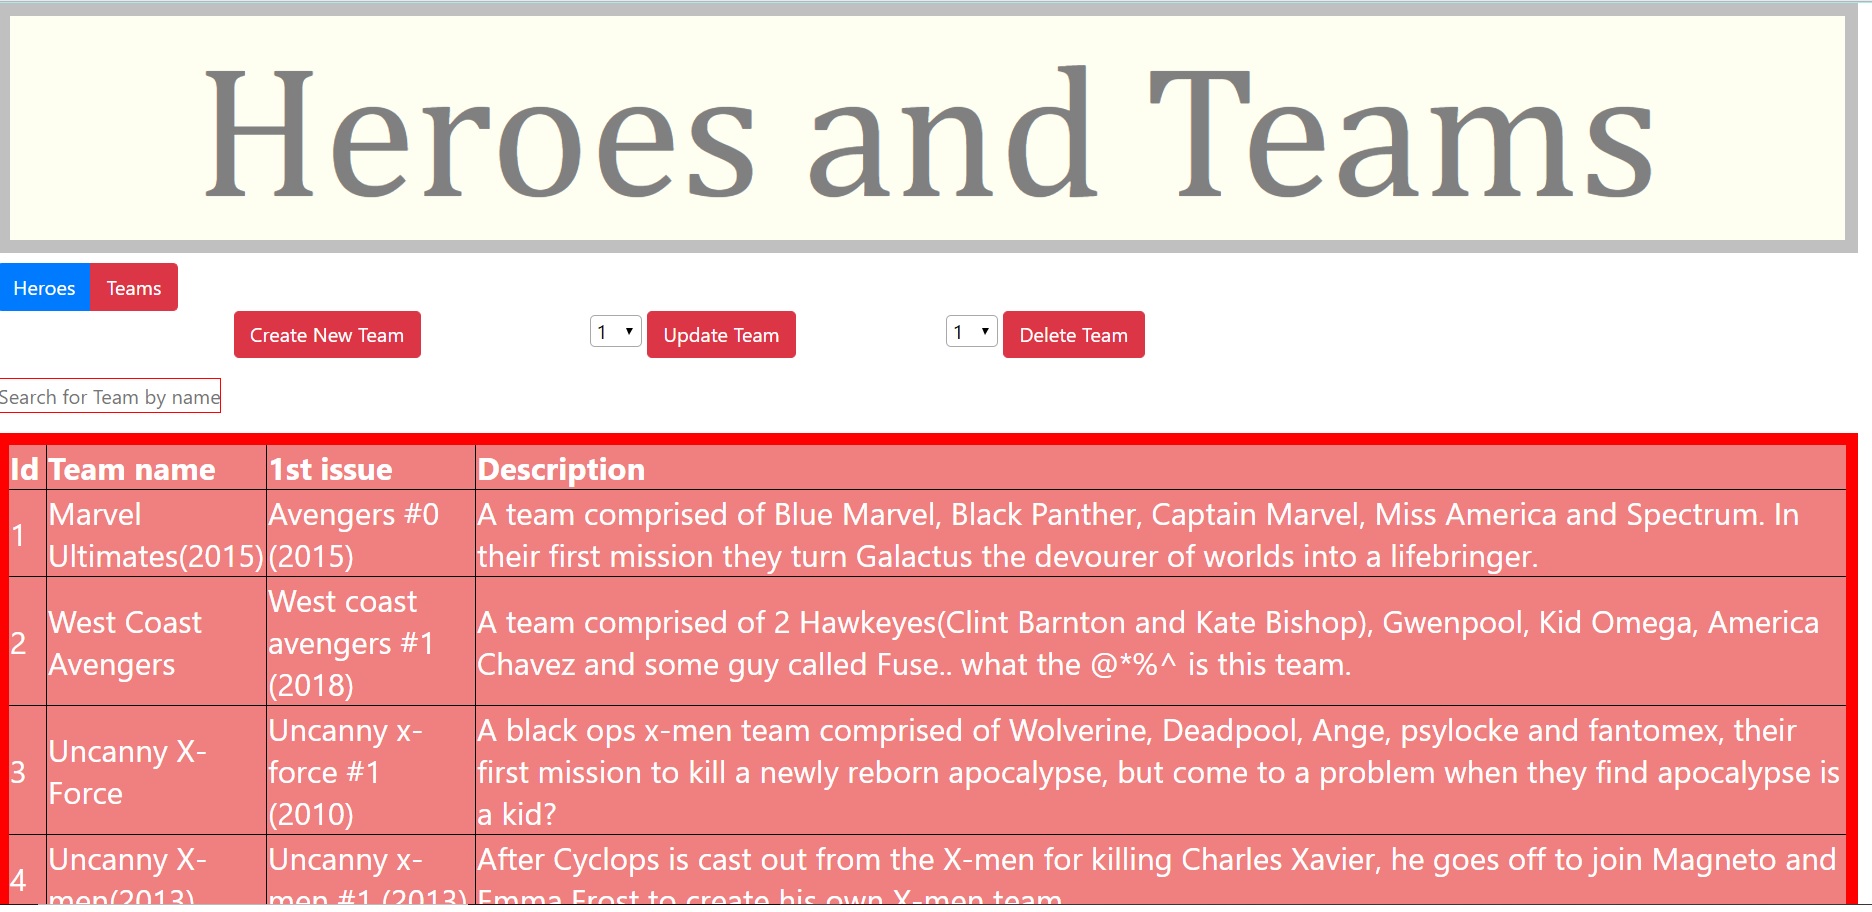 Heroes and Teams
Heroes Teams
Create New Team 1 Update Team 1 Delete Team
Search for Team by name
Id Team name 1st issue Description
1
Marvel
Ultimates(2015)
Avengers #0
(2015)
A team comprised of Blue Marvel, Black Panther, Captain Marvel, Miss America and Spectrum. In
their first mission they turn Galactus the devourer of worlds into a lifebringer.
2
West Coast
Avengers
West coast
avengers #1
(2018)
A team comprised of 2 Hawkeyes(Clint Barnton and Kate Bishop), Gwenpool, Kid Omega, America
Chavez and some guy called Fuse.. what the @*%^ is this team.
3
Uncanny X-
Force
Uncanny x-
force #1
(2010)
A black ops x-men team comprised of Wolverine, Deadpool, Ange, psylocke and fantomex, their
first mission to kill a newly reborn apocalypse, but come to a problem when they find apocalypse is
a kid?
4
Uncanny X-
men(2013)
Uncanny x-
men #1 (2013)
After Cyclops is cast out from the X-men for killing Charles Xavier, he goes off to join Magneto and
Emma Frost to create his own X-men team